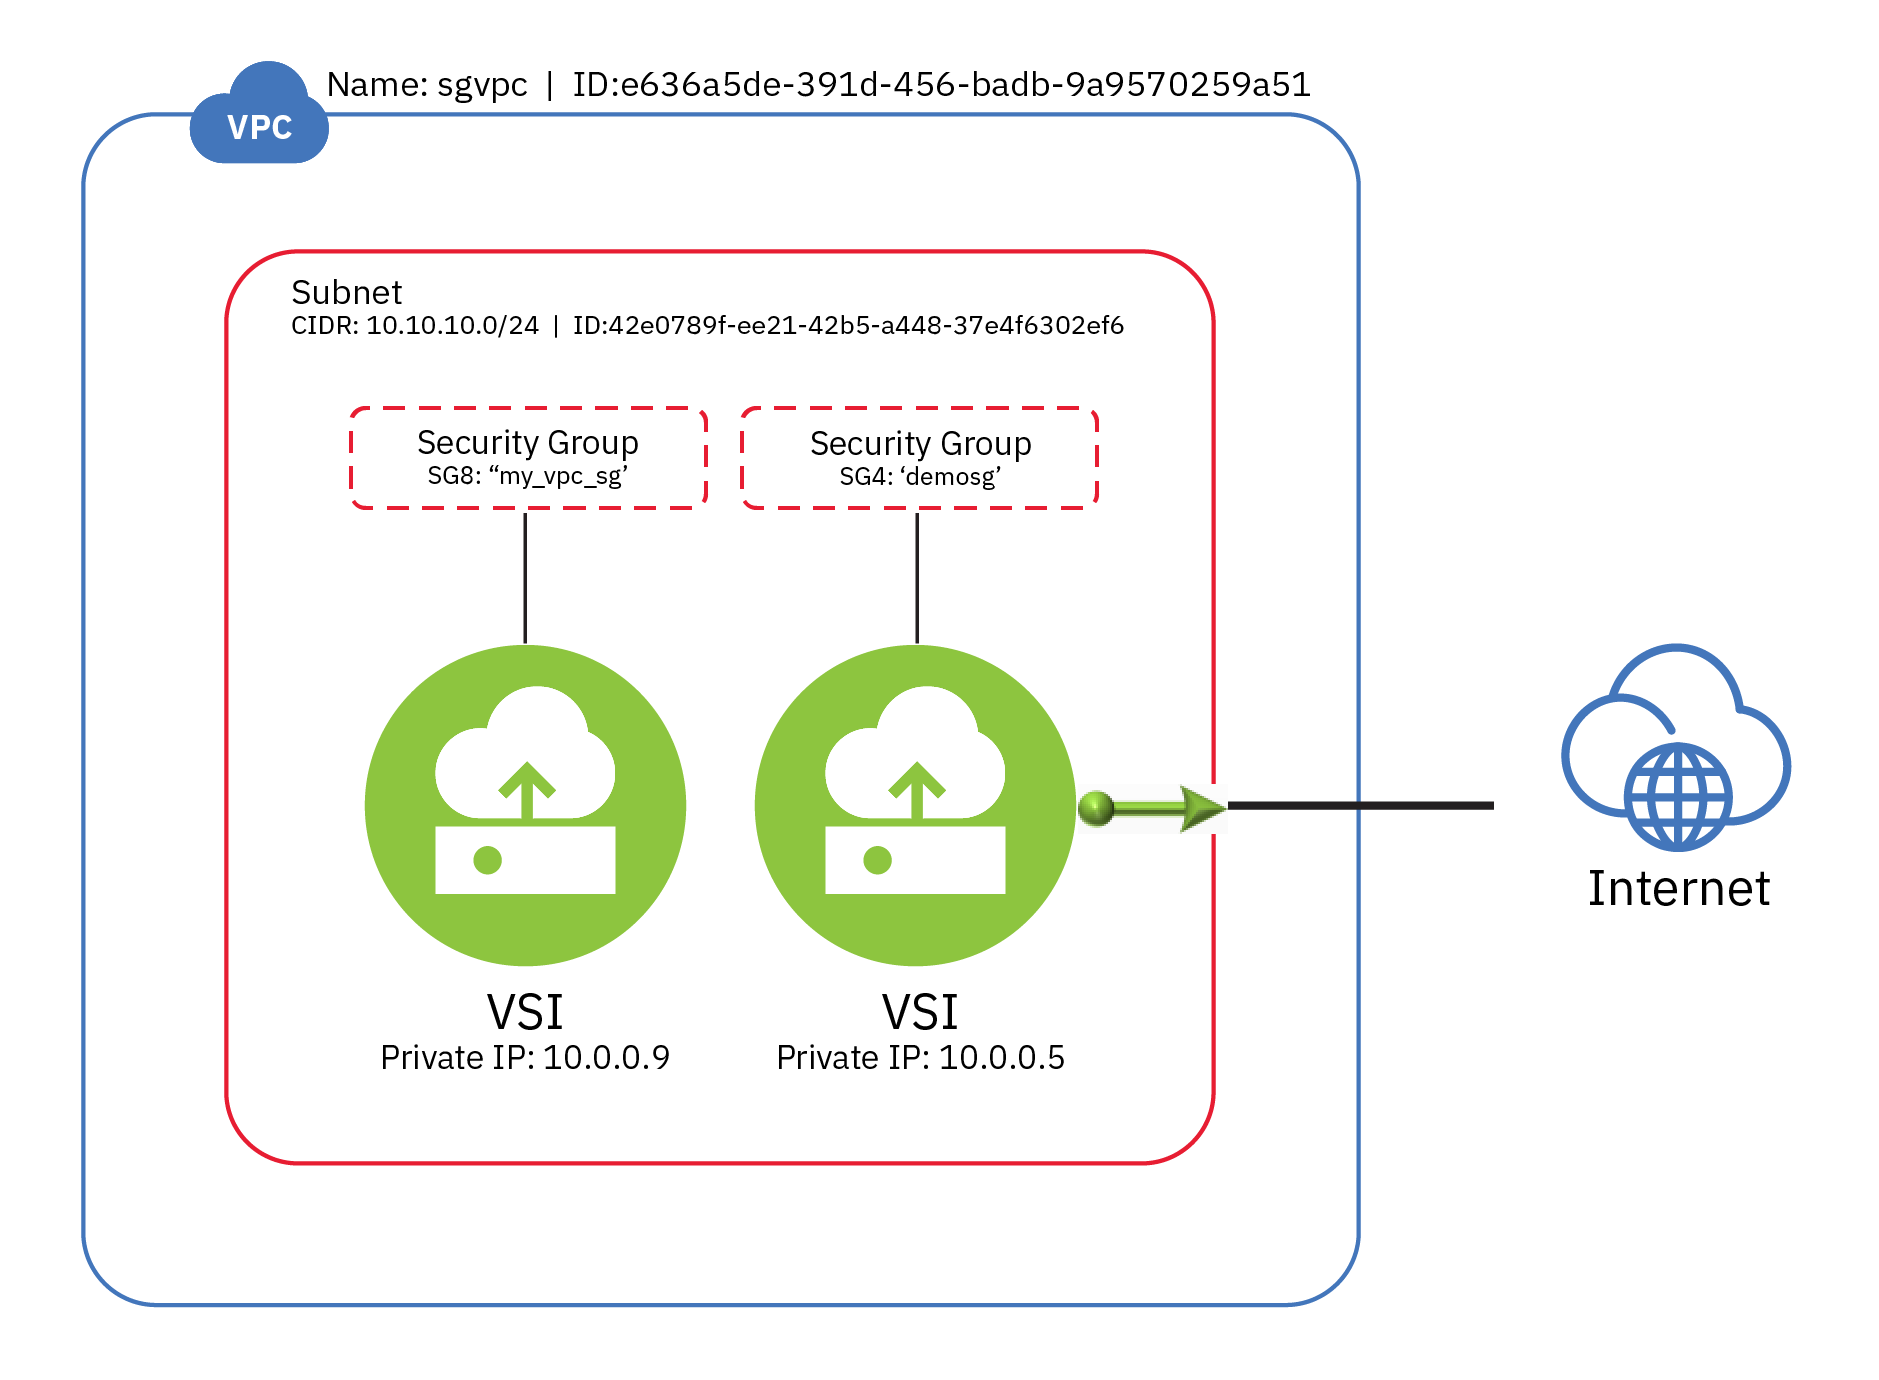 Name: sgvpc | ID:e636a5de-391d-456-badb-9a9570259a51
VPC
Subnet
CIDR: 10.10.10.0/24 | ID:42e0789f-ee21-42b5-a448-37e4f6302ef6
Security Group
SG8: “my_vpc_sg’
Security Group
SG4: ‘demosg’
Internet
VSI
Private IP: 10.0.0.9
VSI
Private IP: 10.0.0.5